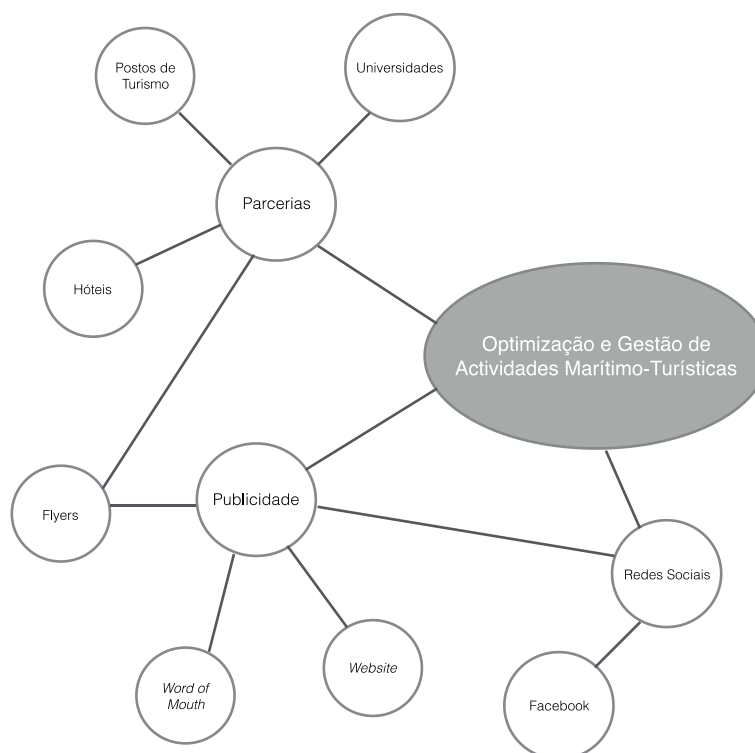 Postos de
Turismo
Universidades
Parcerias
Hóteis
Optimização e Gestão de
Actividades Marítimo-Turísticas
Flyers
Publicidade
Redes Sociais
Word of
Mouth
Website
Facebook